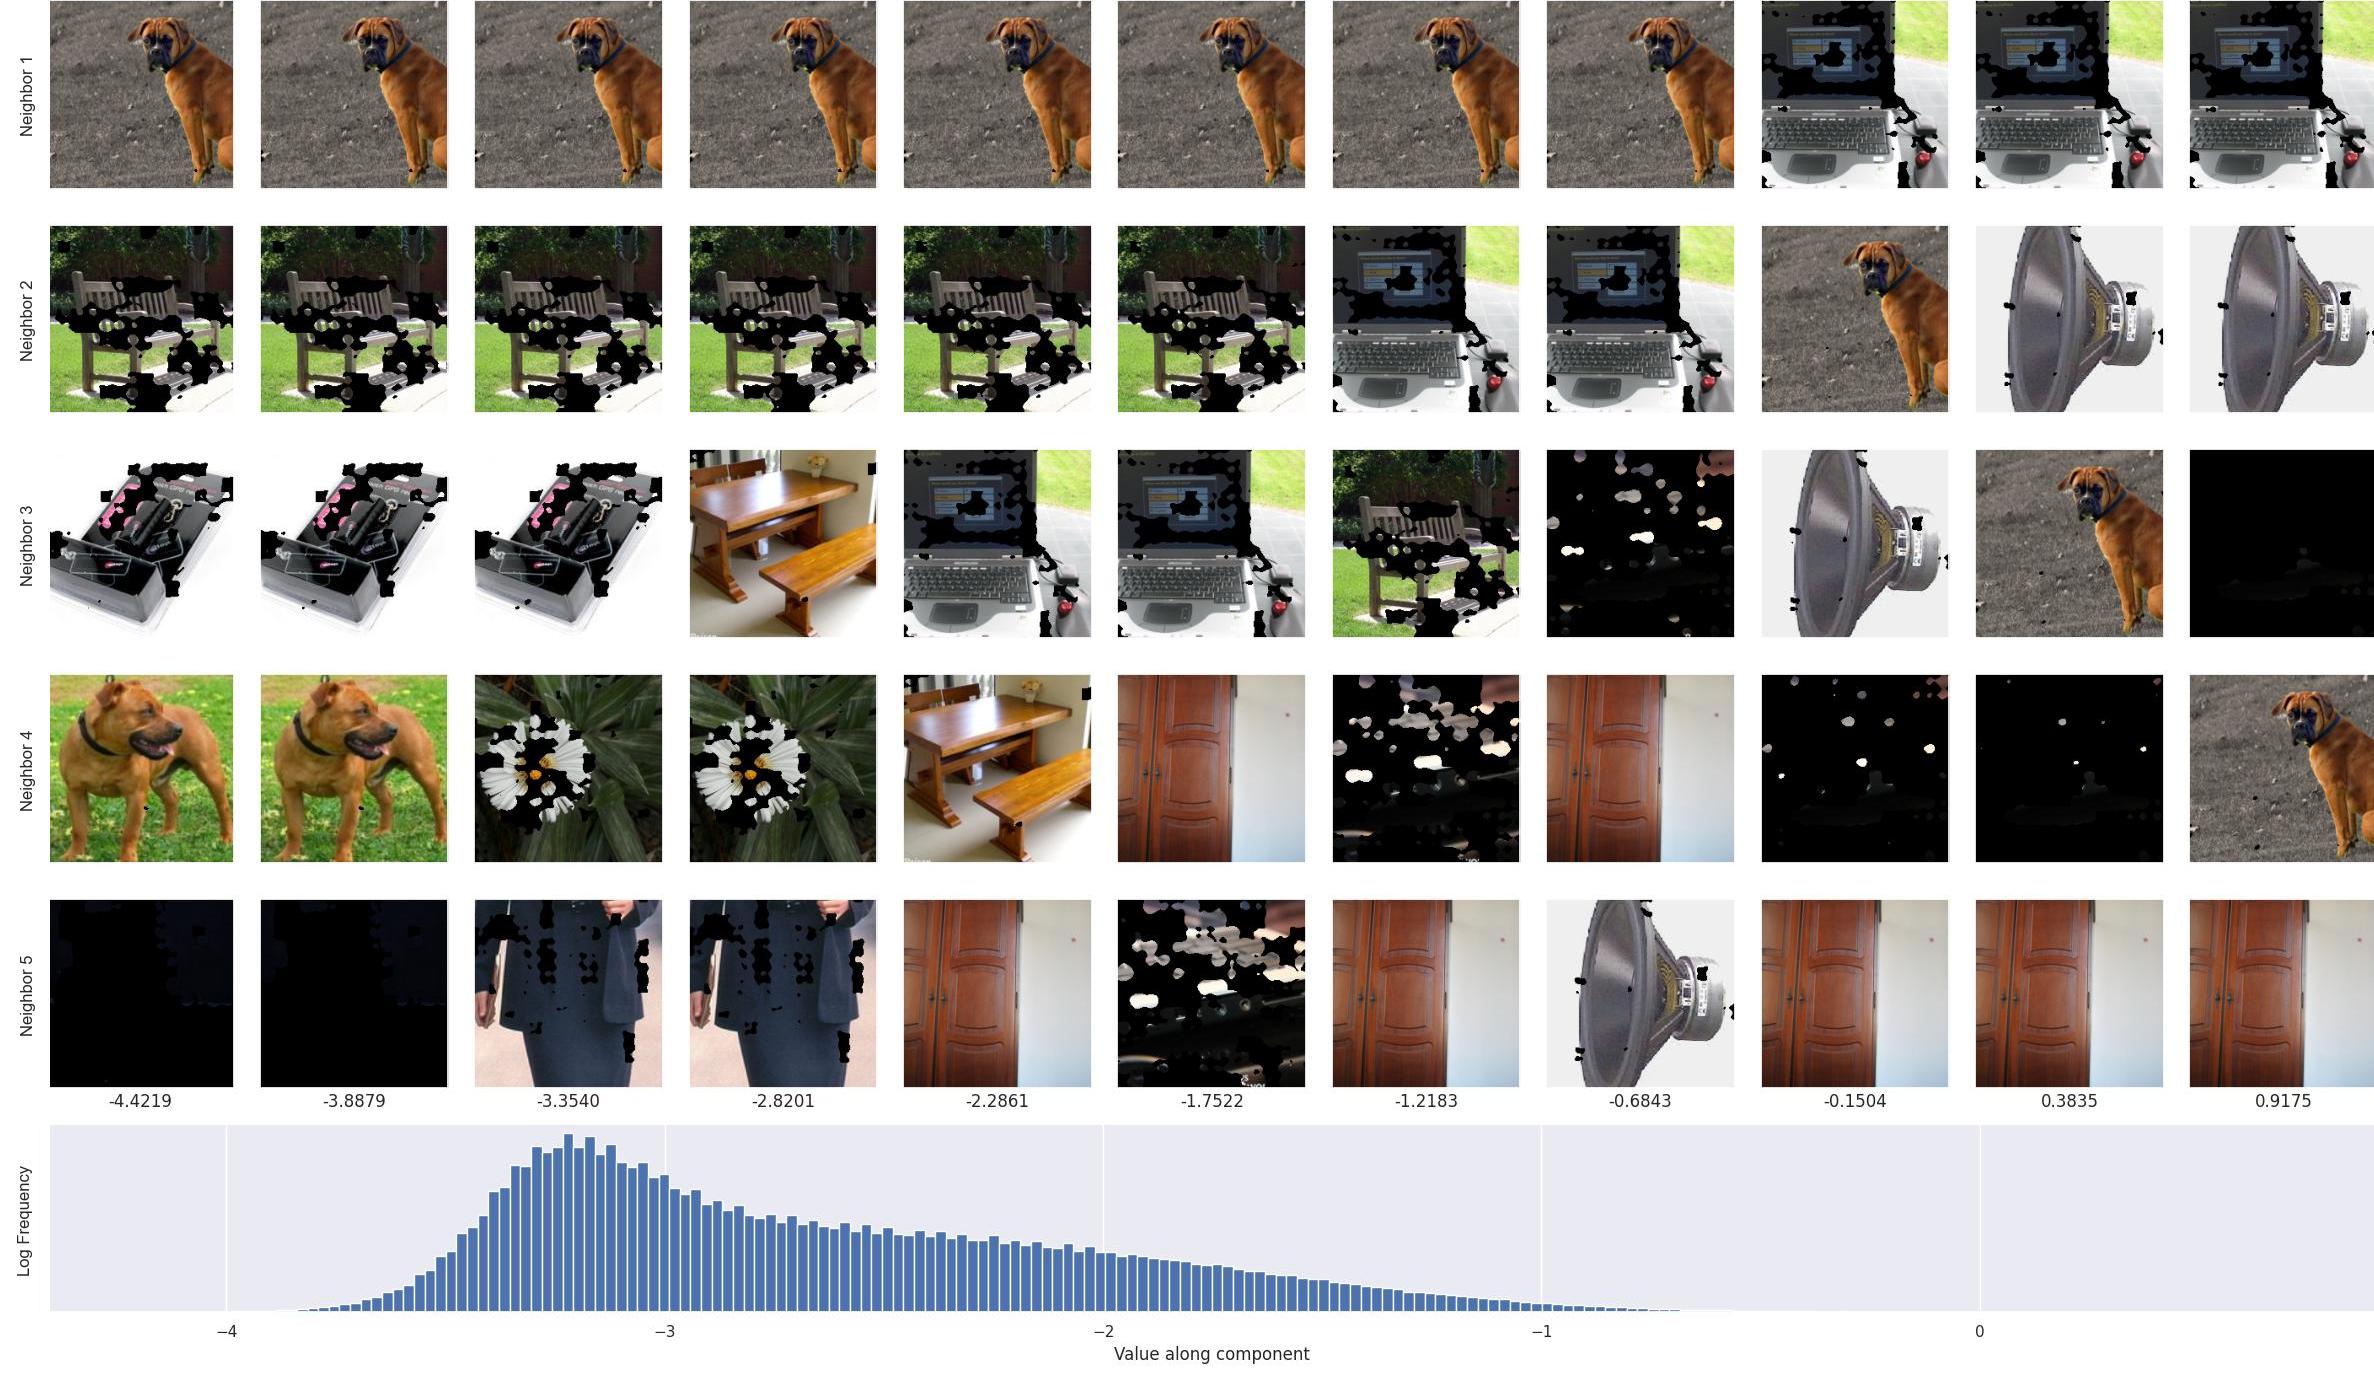 Neighbor 1
Neighbor 2
Neighbor 3
Neighbor 4
Neighbor 5
-4.4219 -3.8879 -3.3540 -2.8201 -2.2861 -1.7522 -1.2183 -0.6843 -0.1504 0.3835 0.9175
Log Frequency
−4 −3 −2 −1 0
Value along component